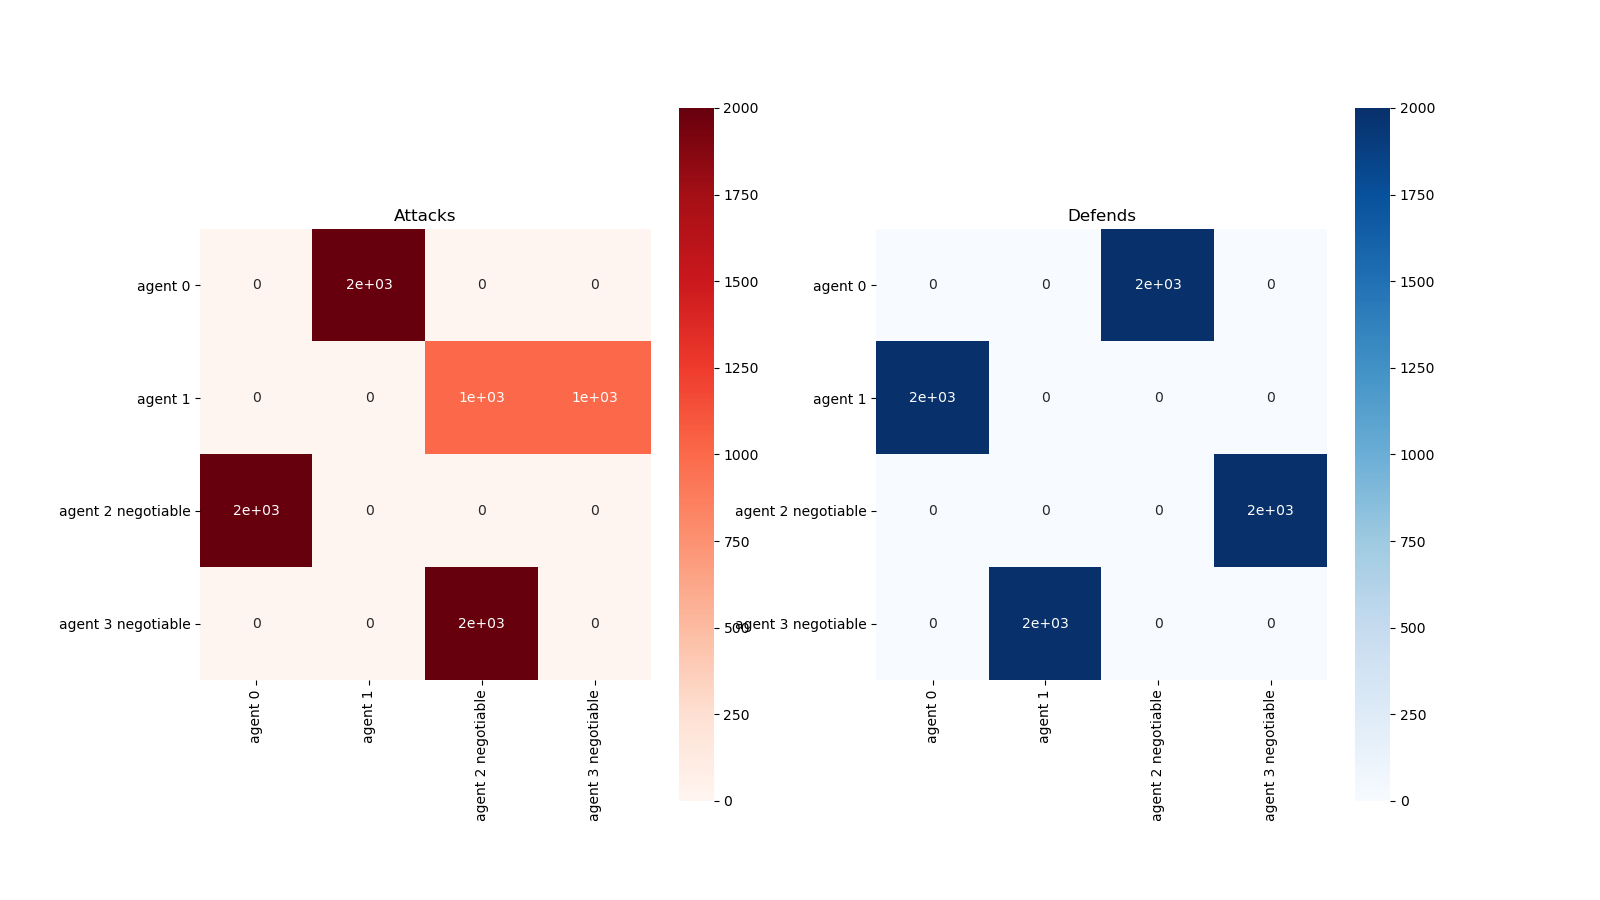 Attacks
agent 0
0
2e+03
0
0
agent 1
0
0
1e+03
1e+03
agent 2 negotiable
2e+03
0
0
0
agent 3 negotiable
0
0
2e+03
0
agent 0
agent 1
agent 2 negotiable
agent 3 negotiable
2000
1750
1500
1250
1000
750
500
250
0
Defends
agent 0
0
0
2e+03
0
agent 1
2e+03
0
0
0
agent 2 negotiable
0
0
0
2e+03
agent 3 negotiable
0
2e+03
0
0
agent 0
agent 1
agent 2 negotiable
agent 3 negotiable
2000
1750
1500
1250
1000
750
500
250
0